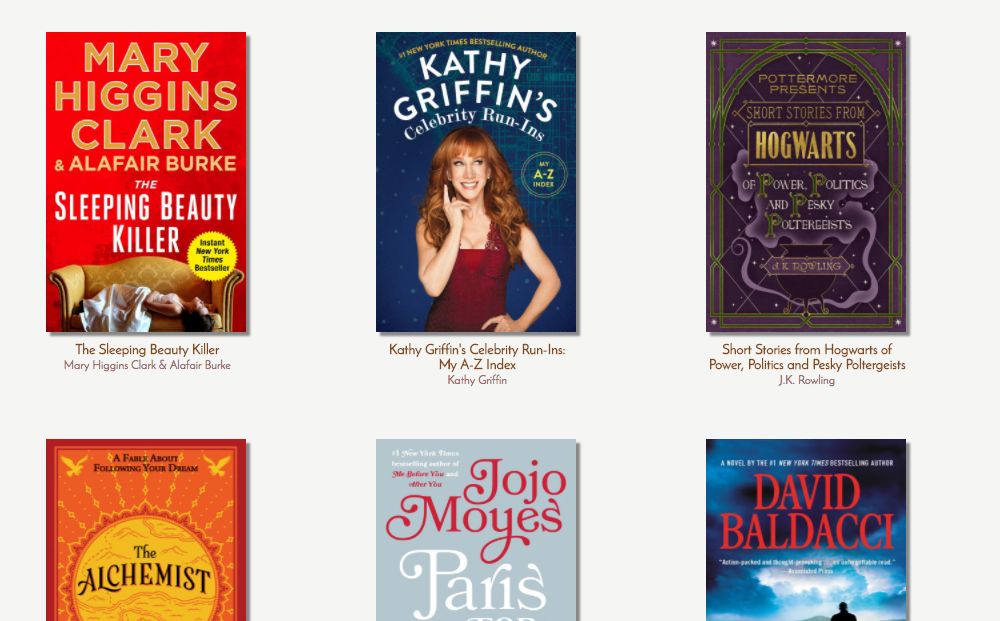 MARY
HIGGINS
CLARK
& ALAFAIR BURKE
THE
SLEEPING BEAUTY
KILLER
Instant
New York
Times
Bestseller
The Sleeping Beauty Killer
Mary Higgins Clark & Alafair Burke
#1 NEW YORK TIMES BESTSELLING AUTHOR
KATHY
GRIFFIN'S
Celebrity Run-Ins
LOS ANGELES
MY
A-Z
INDEX
Kathy Griffin's Celebrity Run-Ins:
My A-Z Index
Kathy Griffin
POTTERMORE
PRESENTS
SHORT STORIES FROM
HOGWARTS
OF POWER, POLITICS
AND PESKY
POLTERGEISTS
J.K. ROWLING
Short Stories from Hogwarts of
Power, Politics and Pesky Poltergeists
J.K. Rowling
A FABLE ABOUT
FOLLOWING YOUR DREAM
The
ALCHEMIST
#1 New York Times
bestselling author of
Me Before You and
After You
Jojo
Moyes
Paris
FOR
A NOVEL BY THE #1 NEW YORK TIMES BESTSELLING AUTHOR
DAVID
BALDACCI
"Action-packed and thought-provoking . . . an unforgettable read."
—Associated Press